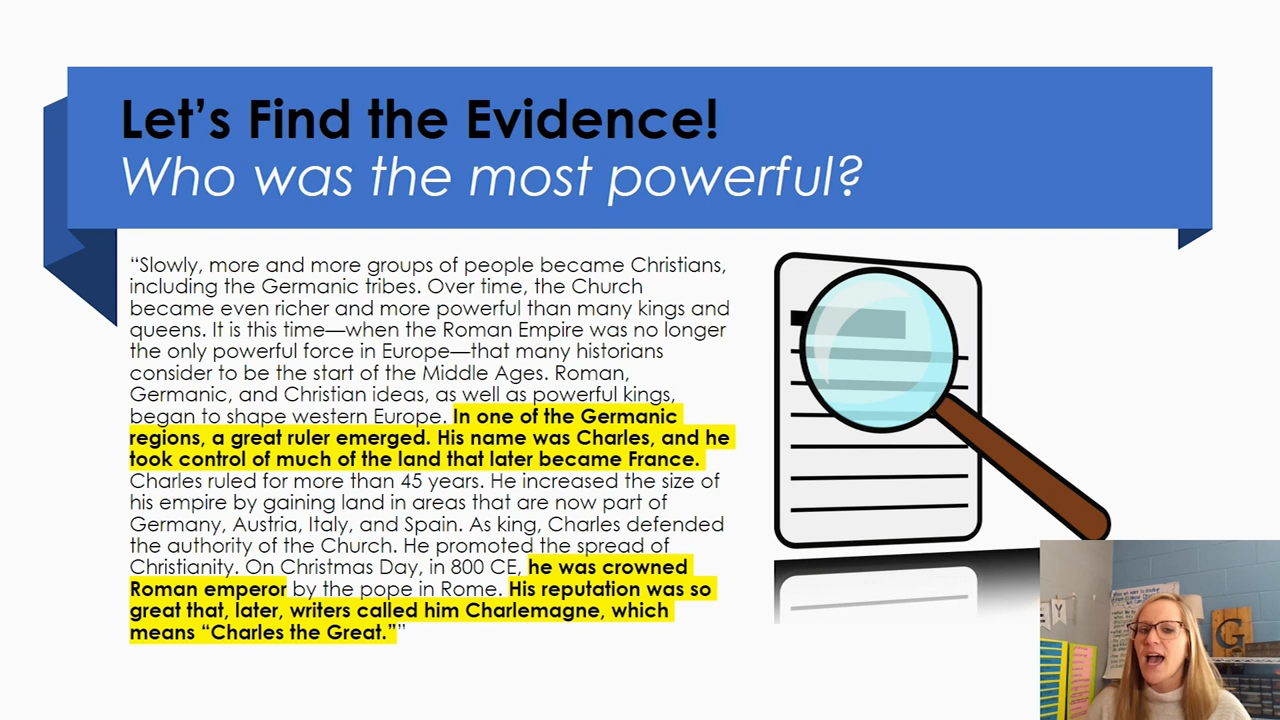 Let’s Find the Evidence!
Who was the most powerful?
“Slowly, more and more groups of people became Christians,
including the Germanic tribes. Over time, the Church
became even richer and more powerful than many kings and
queens. It is this time—when the Roman Empire was no longer
the only powerful force in Europe—that many historians
consider to be the start of the Middle Ages. Roman,
Germanic, and Christian ideas, as well as powerful kings,
began to shape western Europe. In one of the Germanic
regions, a great ruler emerged. His name was Charles, and he
took control of much of the land that later became France.
Charles ruled for more than 45 years. He increased the size of
his empire by gaining land in areas that are now part of
Germany, Austria, Italy, and Spain. As king, Charles defended
the authority of the Church. He promoted the spread of
Christianity. On Christmas Day, in 800 CE, he was crowned
Roman emperor by the pope in Rome. His reputation was so
great that, later, writers called him Charlemagne, which
means “Charles the Great.””
G